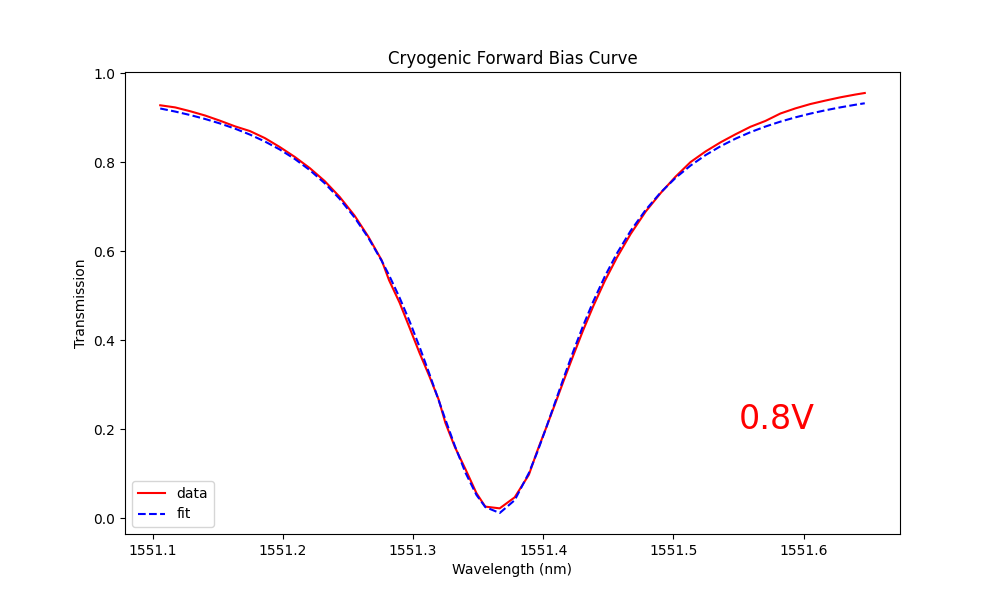 Cryogenic Forward Bias Curve
Transmission
1.0
0.8
0.6
0.4
0.2
0.0
0.8V
data
fit
1551.1 1551.2 1551.3 1551.4 1551.5 1551.6
Wavelength (nm)